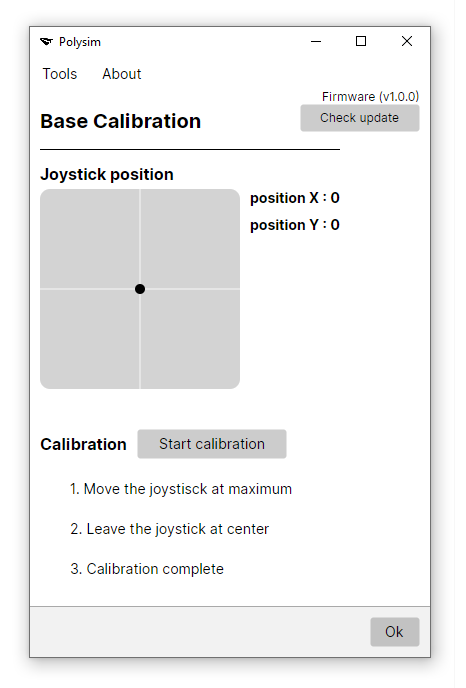 Polysim
Tools About
Firmware (v1.0.0)
Base Calibration
Check update
Joystick position
position X : 0
position Y : 0
Calibration
Start calibration
1. Move the joystisck at maximum
2. Leave the joystick at center
3. Calibration complete
Ok